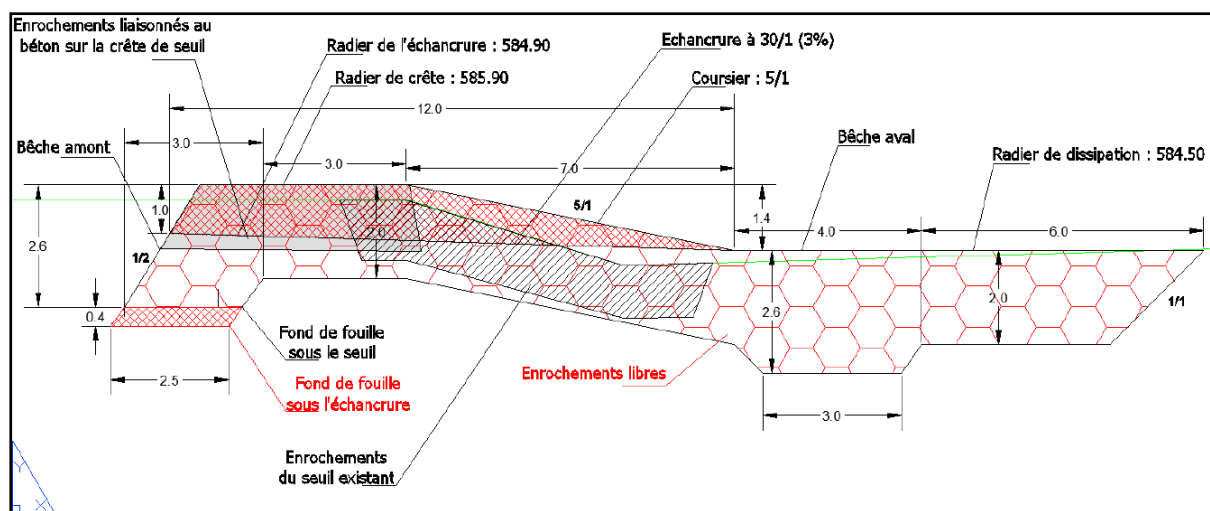 Enrochements liaisonnés au
béton sur la crête de seuil
Radier de l'échancrure : 584.90
Radier de crête : 585.90
Echancrure à 30/1 (3%)
Coursier : 5/1
12.0
3.0
Bêche amont
3.0
7.0
Bêche aval
Radier de dissipation : 584.50
1.0
5/1
1.4
2.6
2.0
4.0
6.0
1/2
0.4
2.6
2.0
1/1
Fond de fouille
sous le seuil
2.5
Fond de fouille
sous l'échancrure
Enrochements libres
3.0
Enrochements
du seuil existant